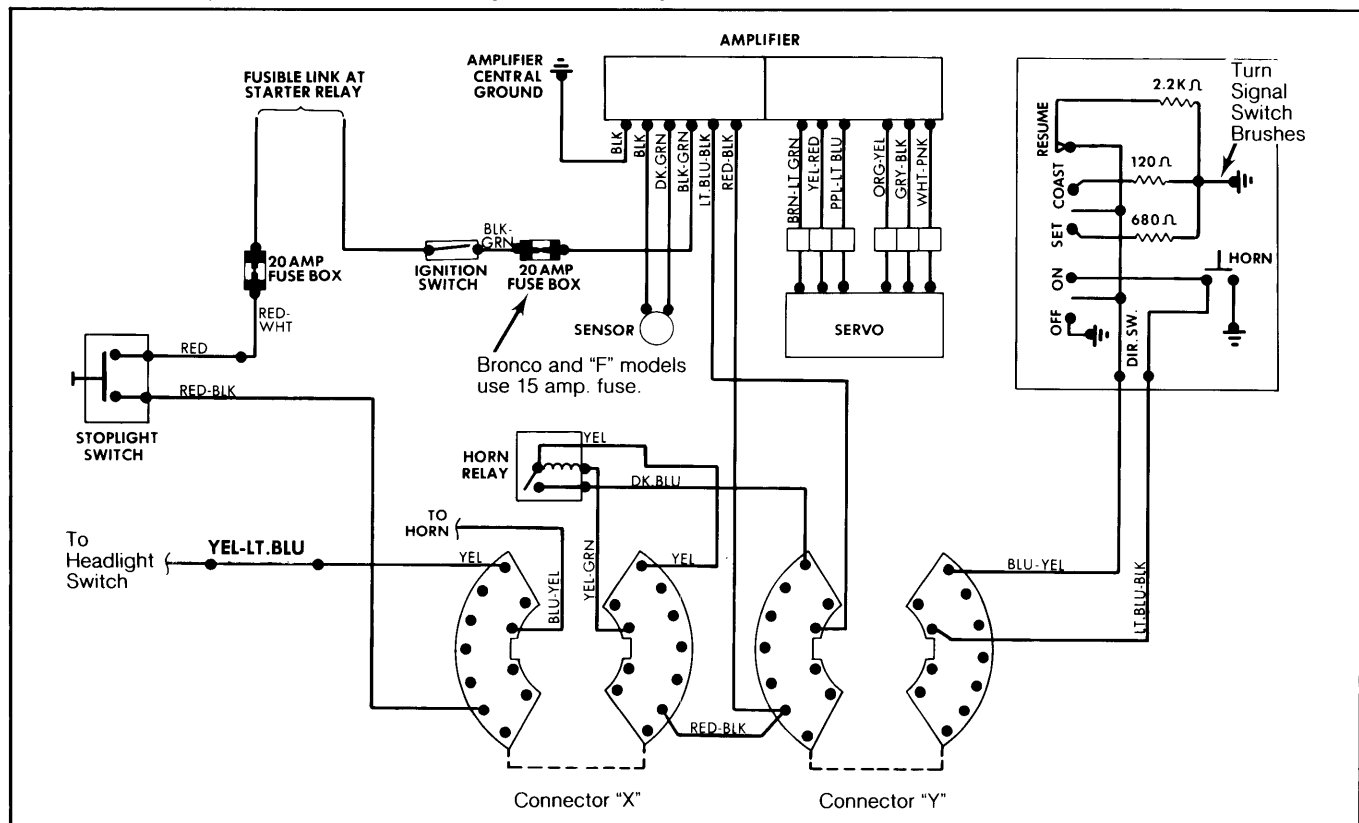 AMPLIFIER
AMPLIFIER
CENTRAL
GROUND
FUSIBLE LINK AT
STARTER RELAY
BLK
BLK
DK.GRN
BLK-GRN
LT.BLU-BLK
RED-BLK
BRN-LT GRN
YEL-RED
PPL-LT BLU
ORG-YEL
GRY-BLK
WHT-PNK
Turn
Signal
Switch
Brushes
2.2KΩ
RESUME
120Ω
COAST
680Ω
SET
HORN
ON
OFF
DIR. SW.
20 AMP
FUSE BOX
IGNITION
SWITCH
BLK-
GRN
20 AMP
FUSE BOX
RED-
WHT
SENSOR
SERVO
Bronco and "F" models
use 15 amp. fuse.
RED
RED-BLK
STOPLIGHT
SWITCH
HORN
RELAY
YEL
DK.BLU
TO
HORN
To
Headlight
Switch
YEL-LT.BLU
YEL
BLU-YEL
YEL-GRN
YEL
BLU-YEL
LT.BLU-BLK
RED-BLK
Connector "X"
Connector "Y"